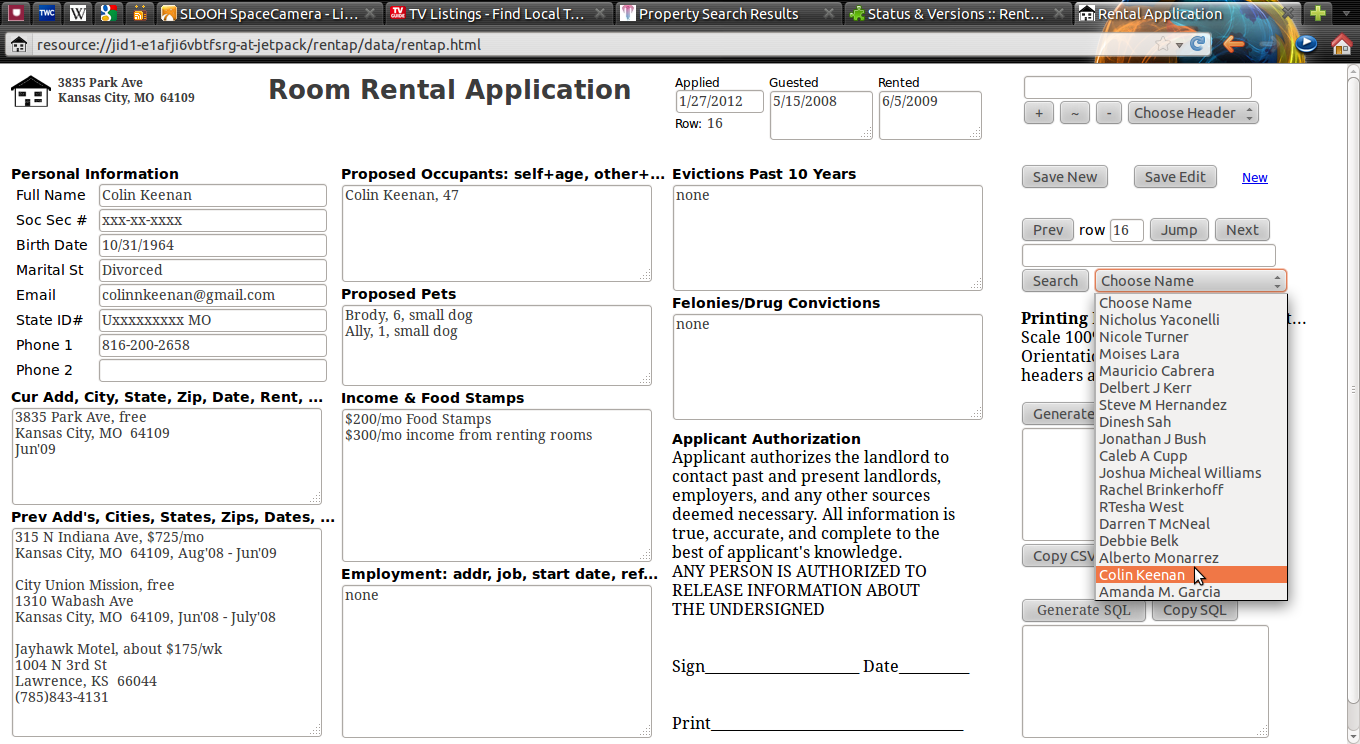 TWC
W
SLOOH SpaceCamera - Li...
TV Listings - Find Local T...
Property Search Results
Status & Versions :: Rent...
Rental Application
resource://jid1-e1afji6vbtfsrg-at-jetpack/rentap/data/rentap.html
3835 Park Ave
Kansas City, MO 64109
Room Rental Application
Applied
1/27/2012
Row: 16
Guested
5/15/2008
Rented
6/5/2009
+ ~ - Choose Header
Personal Information
Full Name Colin Keenan
Soc Sec # xxx-xx-xxxx
Birth Date 10/31/1964
Marital St Divorced
Email colinnkeenan@gmail.com
State ID# Uxxxxxxxxx MO
Phone 1 816-200-2658
Phone 2
Cur Add, City, State, Zip, Date, Rent, ...
3835 Park Ave, free
Kansas City, MO 64109
Jun'09
Prev Add's, Cities, States, Zips, Dates, ...
315 N Indiana Ave, $725/mo
Kansas City, MO 64109, Aug'08 - Jun'09
City Union Mission, free
1310 Wabash Ave
Kansas City, MO 64109, Jun'08 - July'08
Jayhawk Motel, about $175/wk
1004 N 3rd St
Lawrence, KS 66044
(785)843-4131
Proposed Occupants: self+age, other+...
Colin Keenan, 47
Proposed Pets
Brody, 6, small dog
Ally, 1, small dog
Income & Food Stamps
$200/mo Food Stamps
$300/mo income from renting rooms
Employment: addr, job, start date, ref...
none
Evictions Past 10 Years
none
Felonies/Drug Convictions
none
Applicant Authorization
Applicant authorizes the landlord to
contact past and present landlords,
employers, and any other sources
deemed necessary. All information is
true, accurate, and complete to the
best of applicant's knowledge.
ANY PERSON IS AUTHORIZED TO
RELEASE INFORMATION ABOUT
THE UNDERSIGNED
Sign____________________ Date_________
Print________________________________
Save New Save Edit New
Prev row 16 Jump Next
Search Choose Name
Choose Name
Nicholus Yaconelli
Nicole Turner
Moises Lara
Mauricio Cabrera
Delbert J Kerr
Steve M Hernandez
Dinesh Sah
Jonathan J Bush
Caleb A Cupp
Joshua Micheal Williams
Rachel Brinkerhoff
RTesha West
Darren T McNeal
Debbie Belk
Alberto Monarrez
Colin Keenan
Amanda M. Garcia
Printing
Scale 100
headers
Generate
Copy CSV
Generate SQL Copy SQL